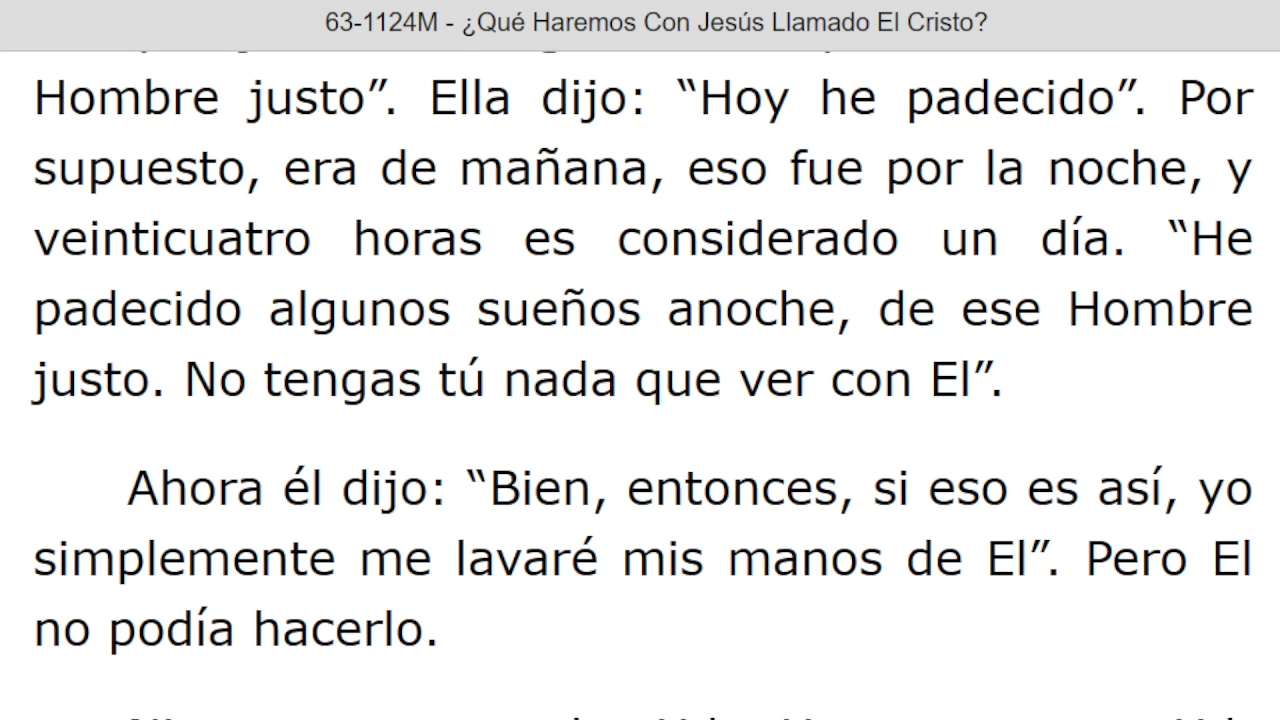 63-1124M - ¿Qué Haremos Con Jesús Llamado El Cristo?
Hombre justo”. Ella dijo: “Hoy he padecido”. Por
supuesto, era de mañana, eso fue por la noche, y
veinticuatro horas es considerado un día. “He
padecido algunos sueños anoche, de ese Hombre
justo. No tengas tú nada que ver con El”.
Ahora él dijo: “Bien, entonces, si eso es así, yo
simplemente me lavaré mis manos de El”. Pero El
no podía hacerlo.